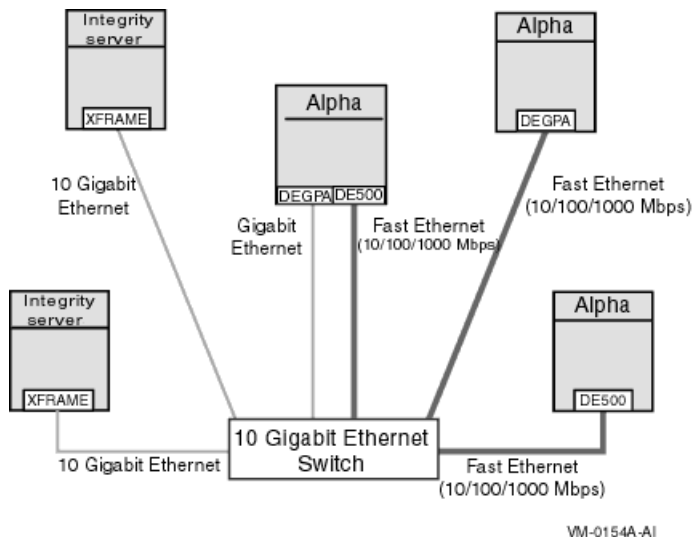 Integrity
server
XFRAME
Alpha
DEGPA
Alpha
DEGPA DE500
10 Gigabit
Ethernet
Gigabit
Ethernet
Fast Ethernet
(10/100/1000 Mbps)
Fast Ethernet
(10/100/1000 Mbps)
Integrity
server
XFRAME
Alpha
DE500
10 Gigabit Ethernet
Switch
10 Gigabit Ethernet
Fast Ethernet
(10/100/1000 Mbps)
VM-0154A-AI